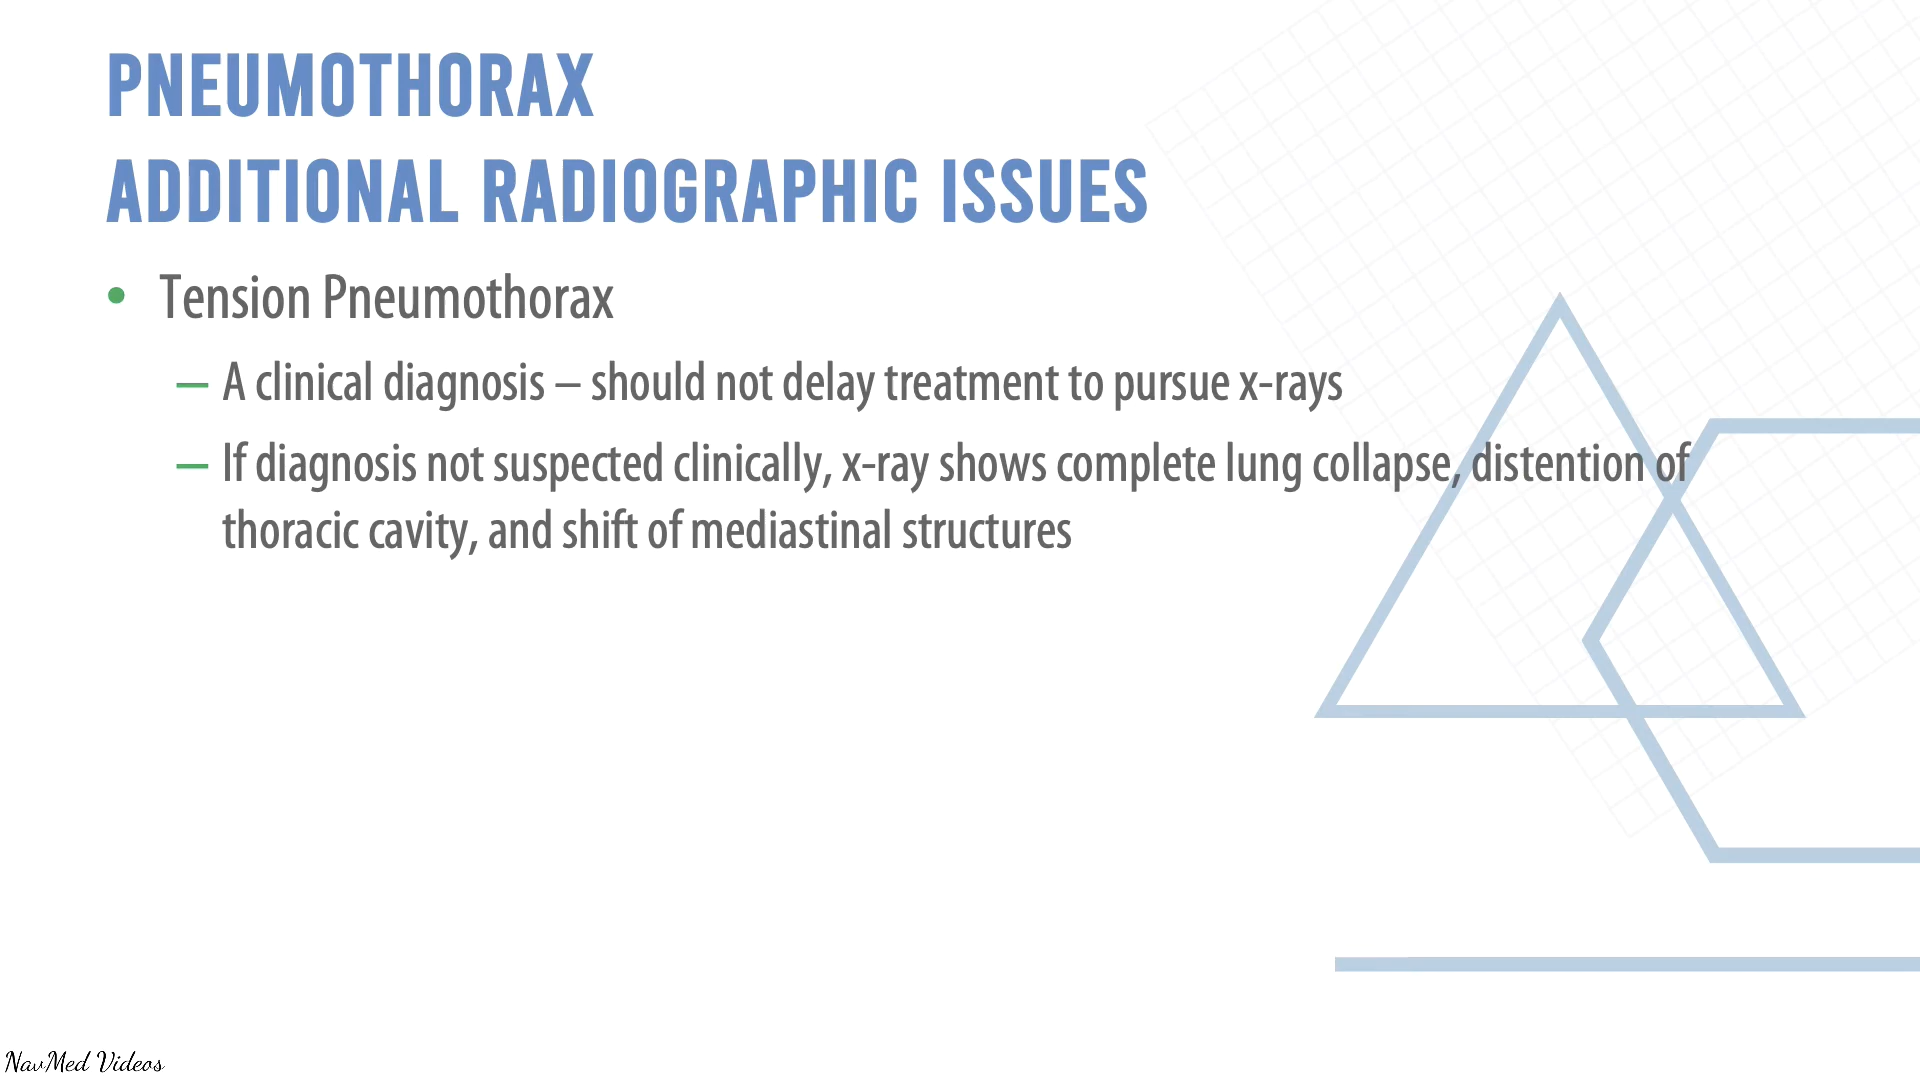 PNEUMOTHORAX
ADDITIONAL RADIOGRAPHIC ISSUES
• Tension Pneumothorax
– A clinical diagnosis – should not delay treatment to pursue x-rays
– If diagnosis not suspected clinically, x-ray shows complete lung collapse, distention of
thoracic cavity, and shift of mediastinal structures
NavMed Videos